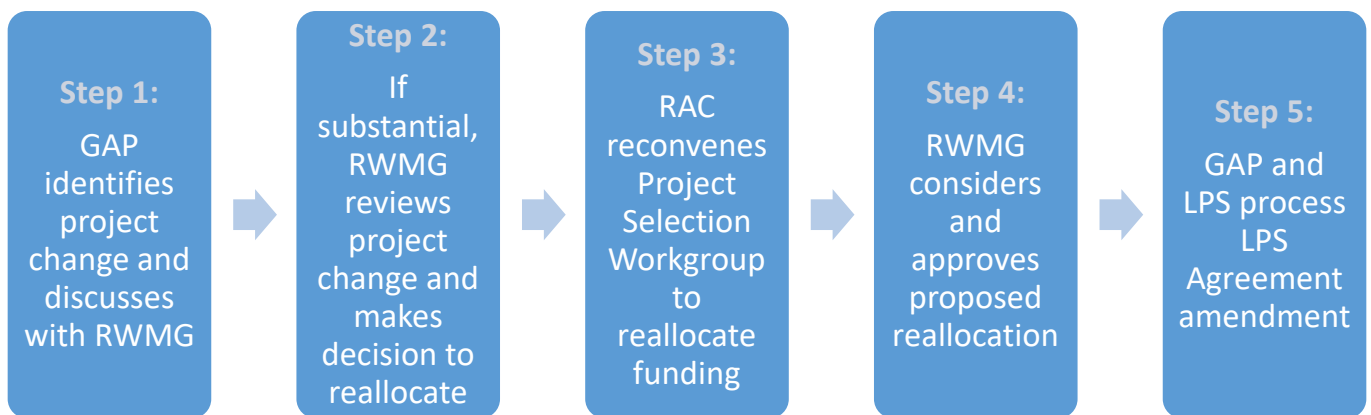 Step 1:
GAP
identifies
project
change and
discusses
with RWMG
Step 2:
If
substantial,
RWMG
reviews
project
change and
makes
decision to
reallocate
Step 3:
RAC
reconvenes
Project
Selection
Workgroup
to
reallocate
funding
Step 4:
RWMG
considers
and
approves
proposed
reallocation
Step 5:
GAP and
LPS process
LPS
Agreement
amendment